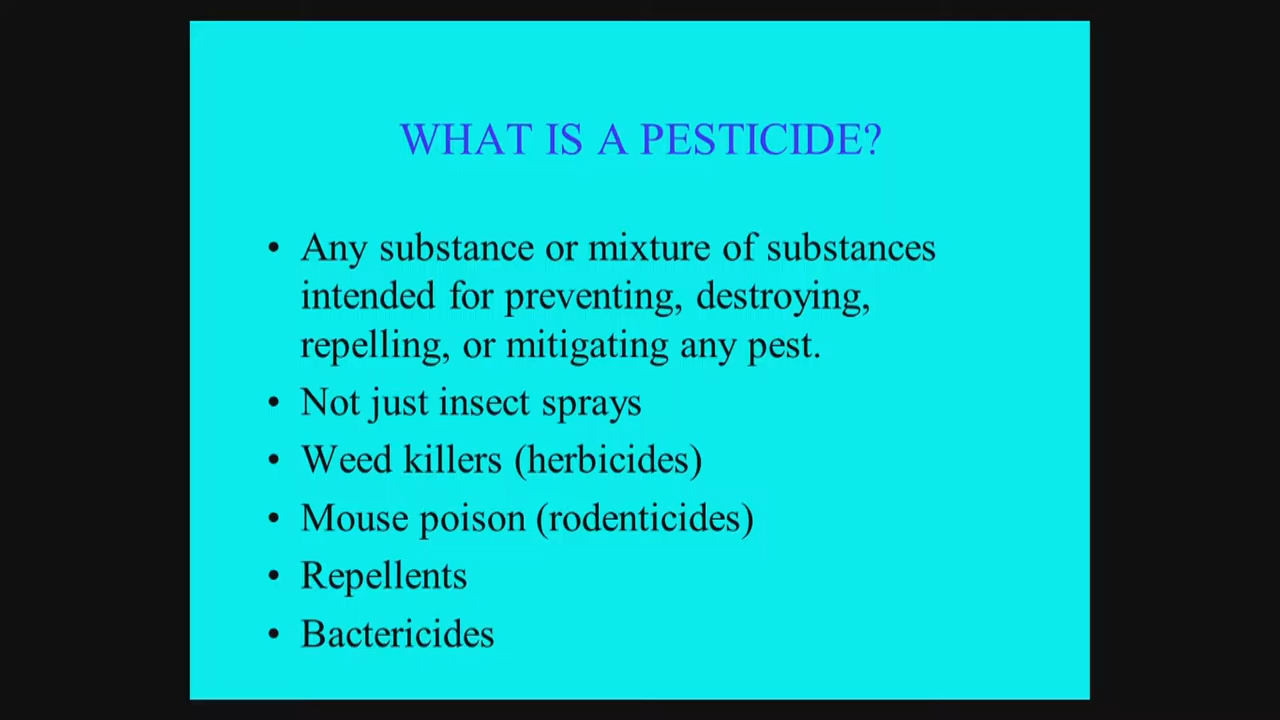 WHAT IS A PESTICIDE?
• Any substance or mixture of substances
intended for preventing, destroying,
repelling, or mitigating any pest.
• Not just insect sprays
• Weed killers (herbicides)
• Mouse poison (rodenticides)
• Repellents
• Bactericides